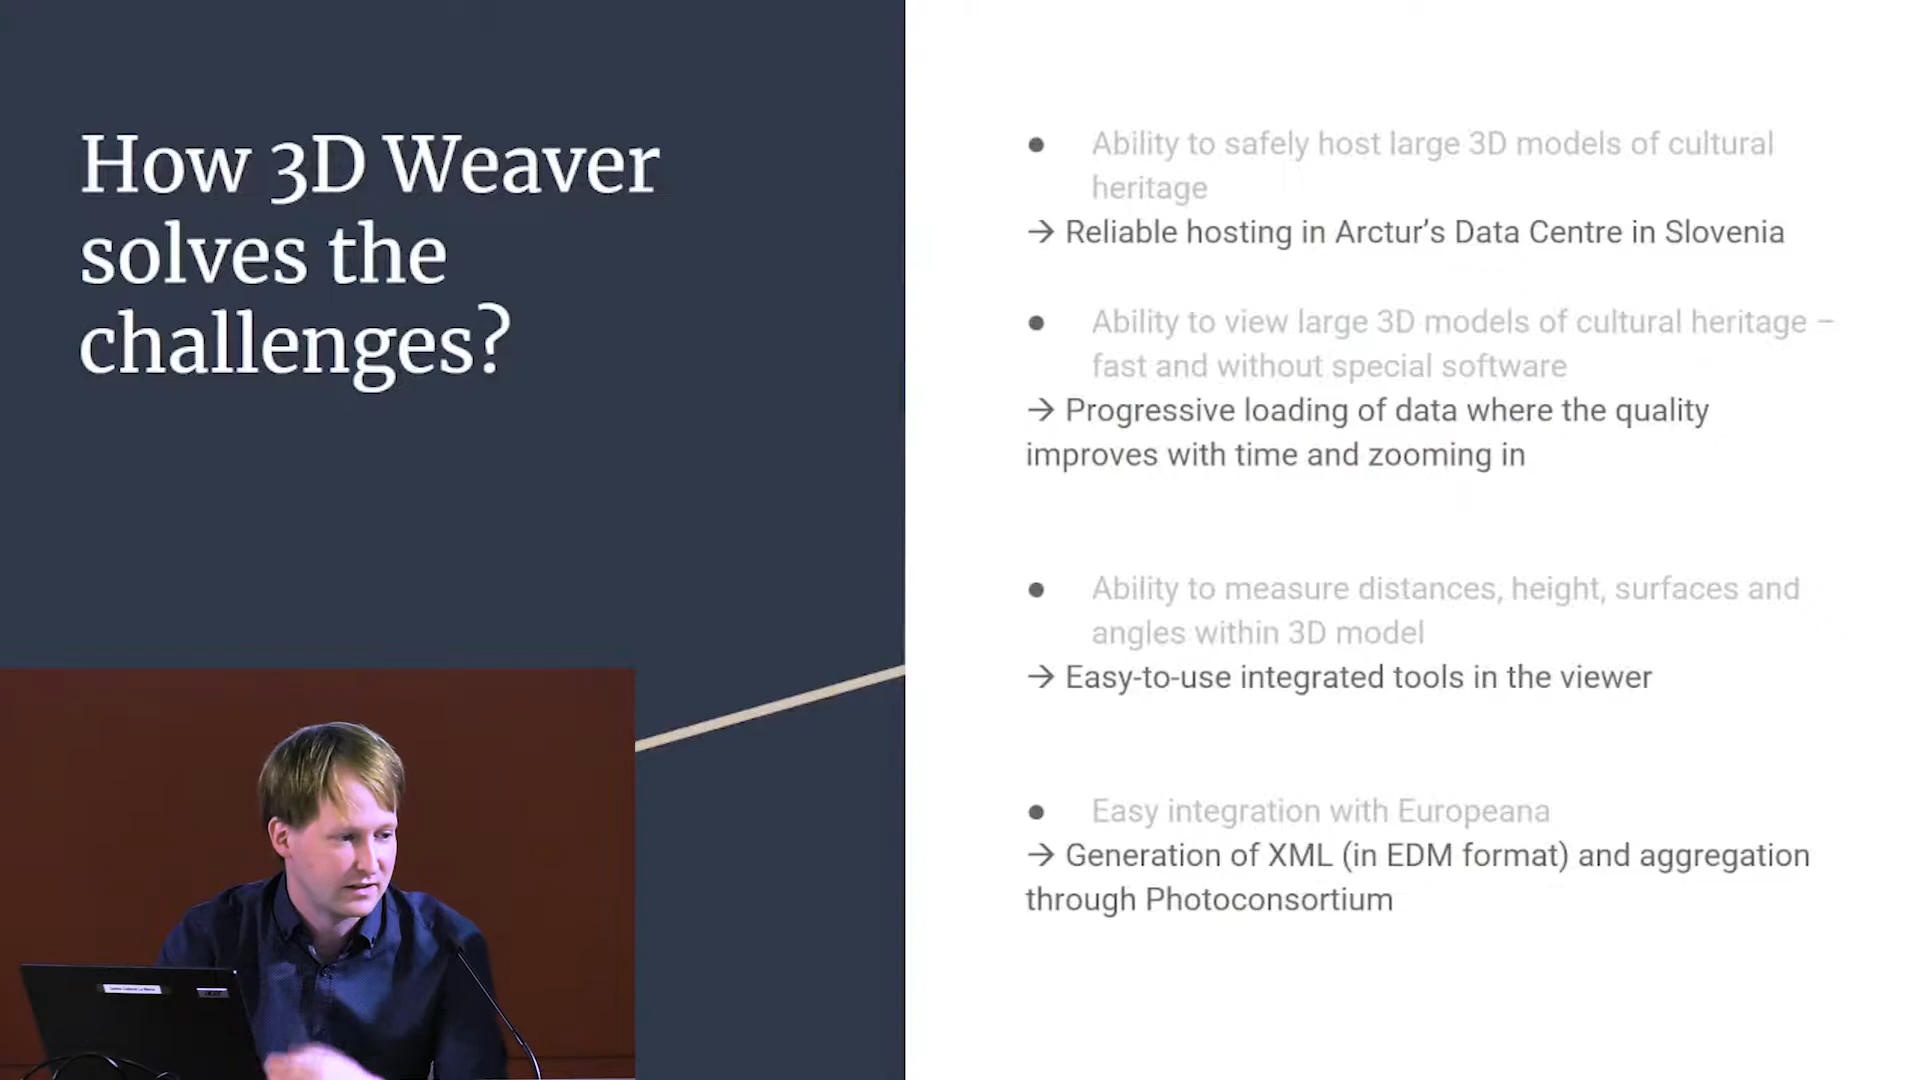 How 3D Weaver
solves the
challenges?
● Ability to safely host large 3D models of cultural
heritage
→ Reliable hosting in Arctur’s Data Centre in Slovenia
● Ability to view large 3D models of cultural heritage –
fast and without special software
→ Progressive loading of data where the quality
improves with time and zooming in
● Ability to measure distances, height, surfaces and
angles within 3D model
→ Easy-to-use integrated tools in the viewer
● Easy integration with Europeana
→ Generation of XML (in EDM format) and aggregation
through Photoconsortium